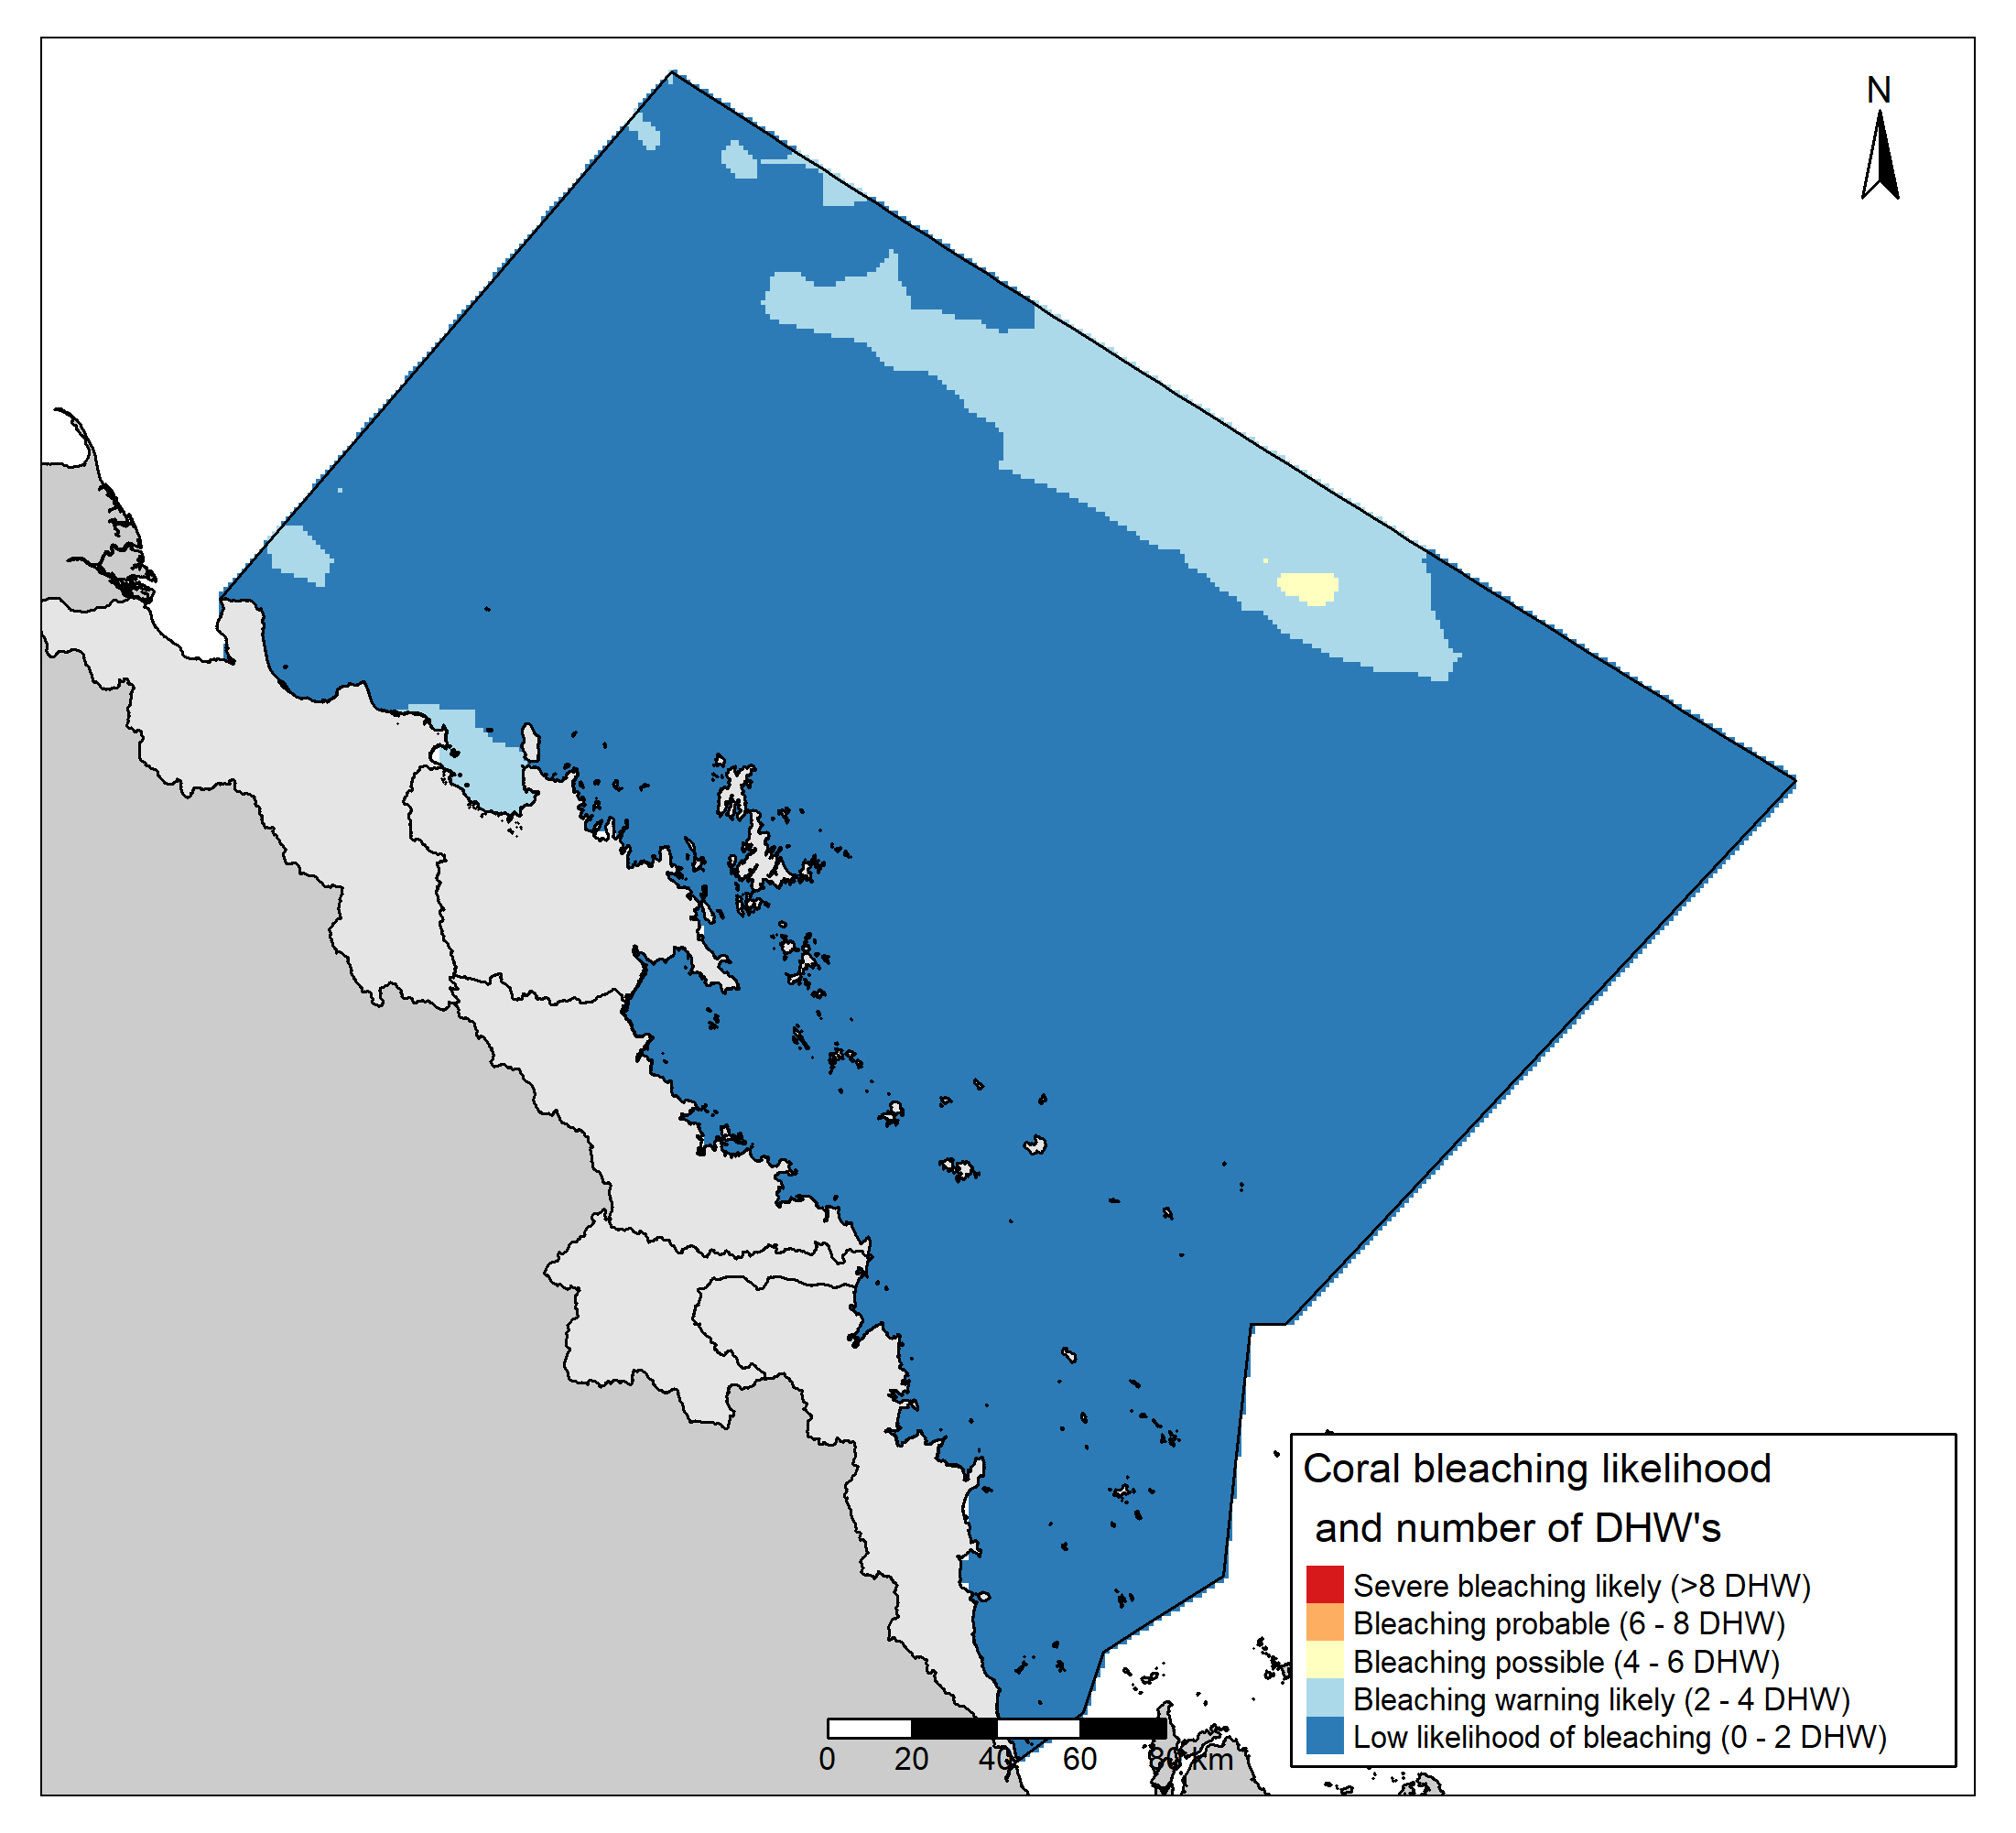 N
Coral bleaching likelihood
and number of DHW's
Severe bleaching likely (>8 DHW)
Bleaching probable (6 - 8 DHW)
Bleaching possible (4 - 6 DHW)
Bleaching warning likely (2 - 4 DHW)
Low likelihood of bleaching (0 - 2 DHW)
0 20 40 60 80 km